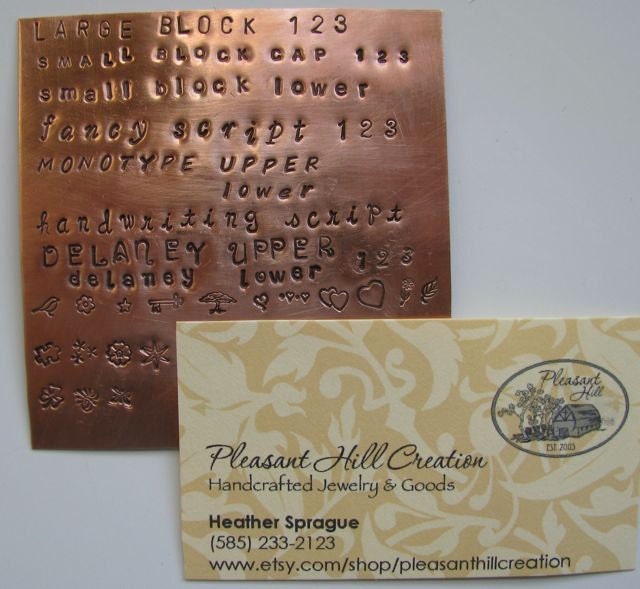 LARGE BLOCK 123
SMALL BLOCK CAP 123
small block lower
fancy script 123
MONOTYPE UPPER
lower
handwriting script
DELANEY UPPER 123
delaney lower
Pleasant
Hill
EST. 2003
Pleasant Hill Creation
Handcrafted Jewelry & Goods
Heather Sprague
(585) 233-2123
www.etsy.com/shop/pleasanthillcreation